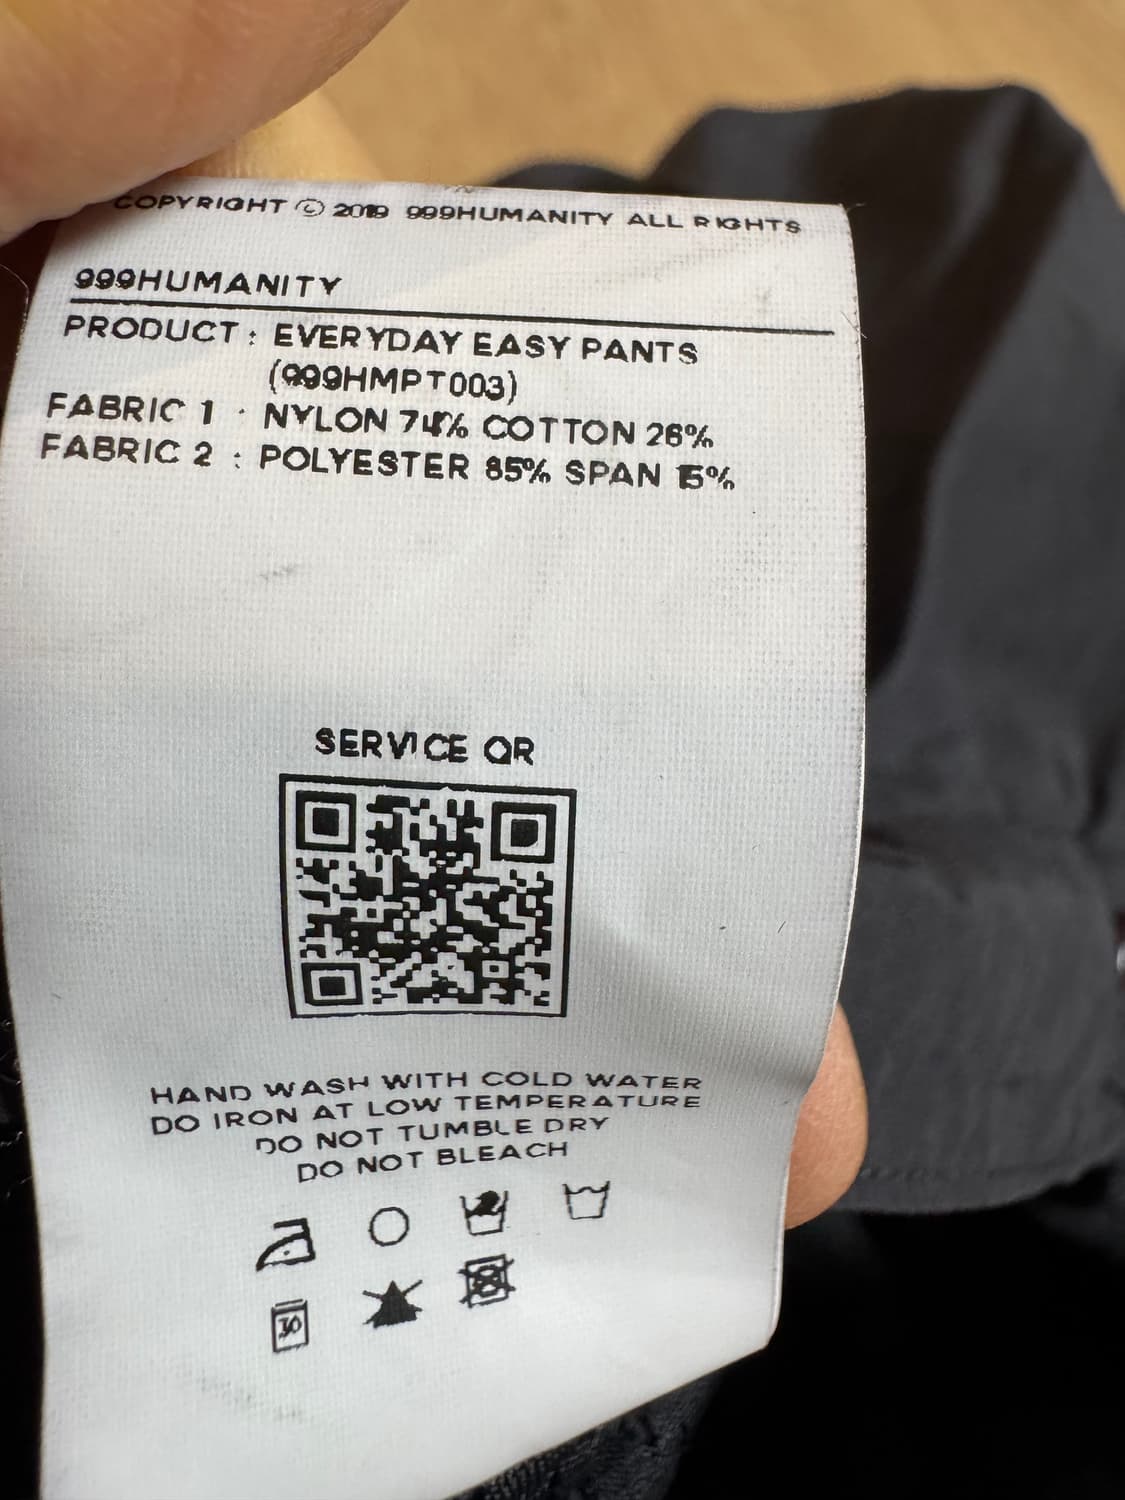 COPYRIGHT © 2019 999HUMANITY ALL RIGHTS
999HUMANITY
PRODUCT : EVERYDAY EASY PANTS
(999HMPT003)
FABRIC 1 : NYLON 74% COTTON 26%
FABRIC 2 : POLYESTER 85% SPAN 15%
SERVICE QR
HAND WASH WITH COLD WATER
DO IRON AT LOW TEMPERATURE
DO NOT TUMBLE DRY
DO NOT BLEACH
30